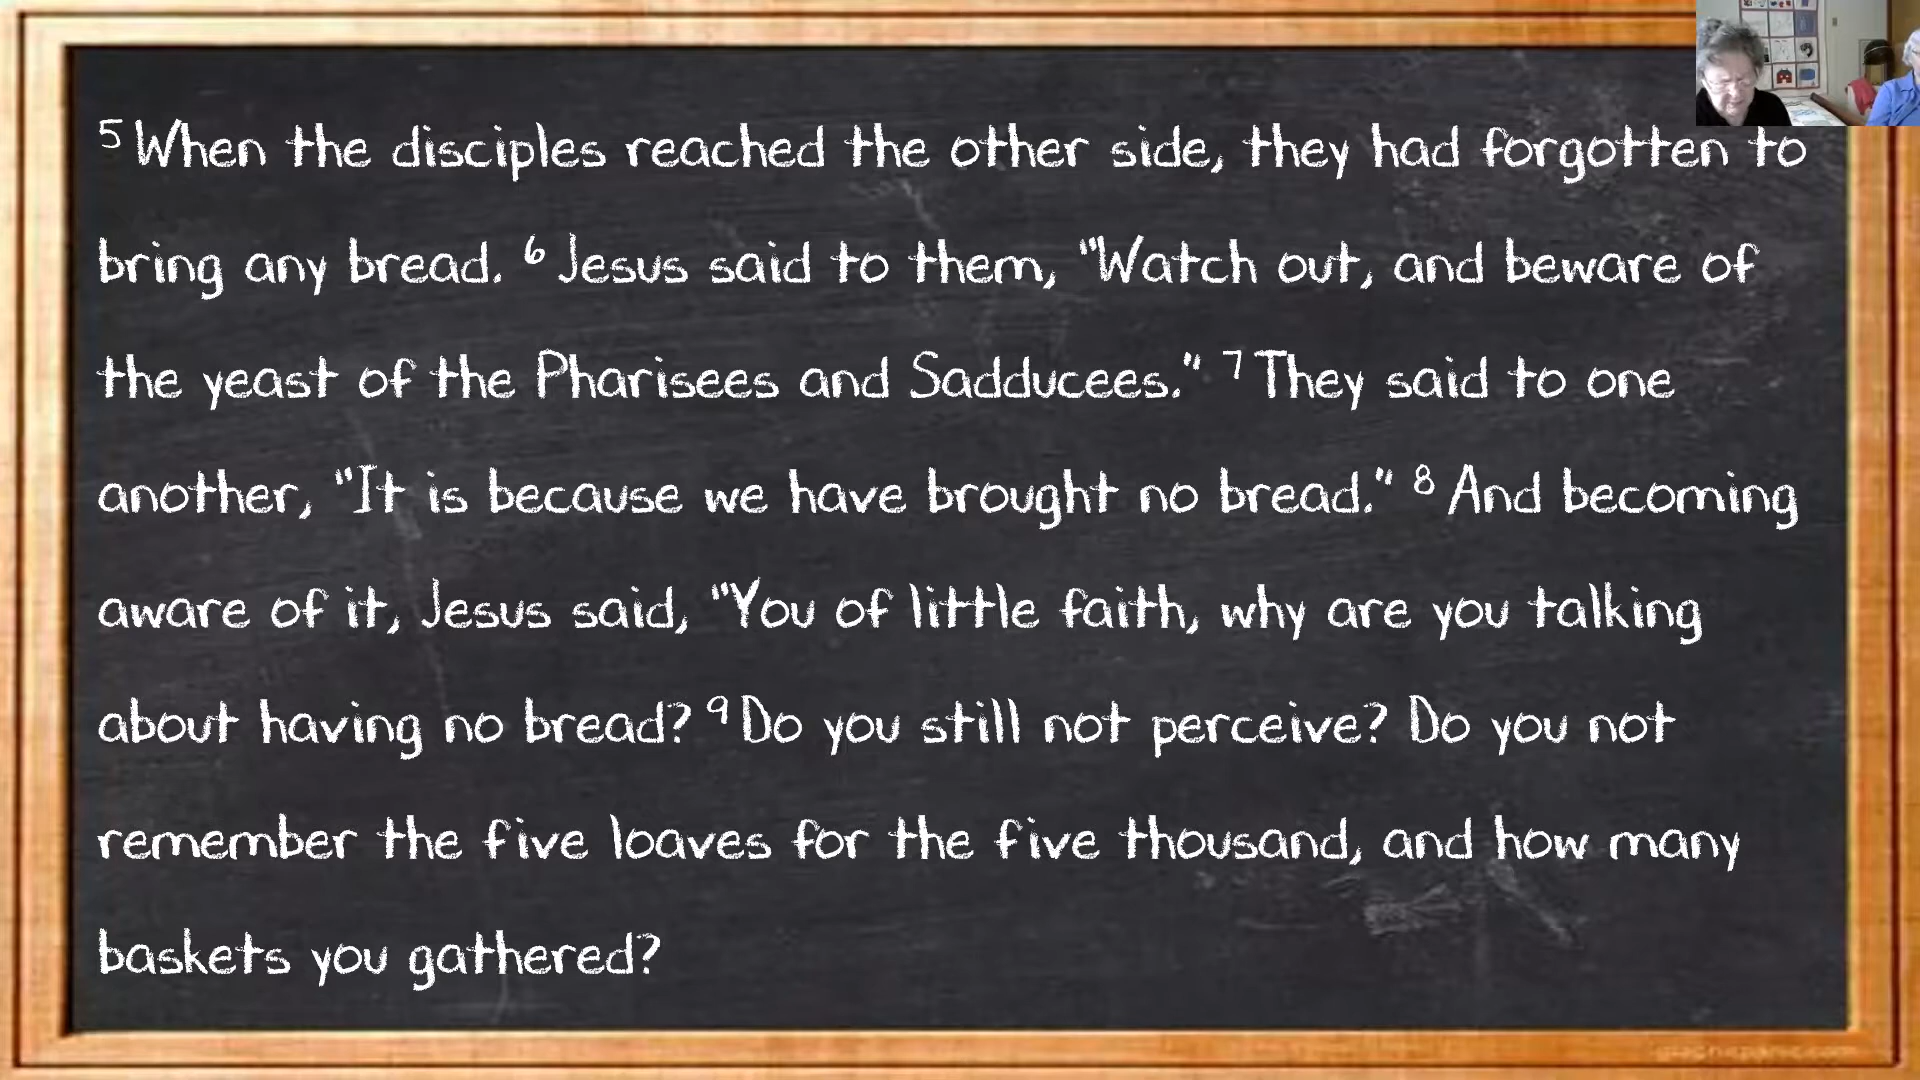 5 When the disciples reached the other side, they had forgotten to
bring any bread. 6 Jesus said to them, "Watch out, and beware of
the yeast of the Pharisees and Sadducees." 7 They said to one
another, "It is because we have brought no bread." 8 And becoming
aware of it, Jesus said, "You of little faith, why are you talking
about having no bread? 9 Do you still not perceive? Do you not
remember the five loaves for the five thousand, and how many
baskets you gathered?